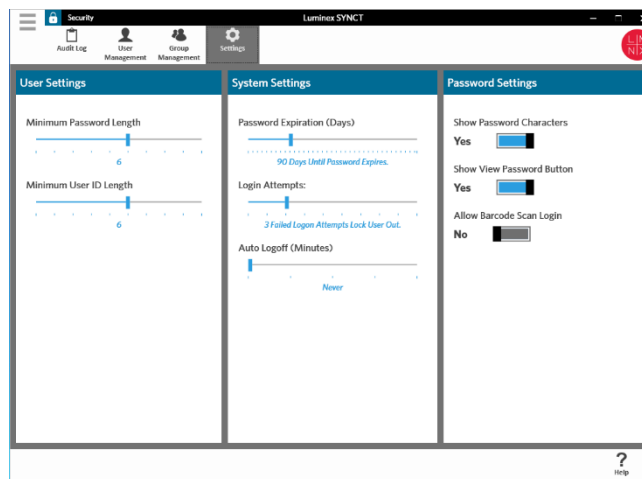 Security
Luminex SYNCT
Audit Log
User
Management
Group
Management
Settings
User Settings
Minimum Password Length
6
Minimum User ID Length
6
System Settings
Password Expiration (Days)
90 Days Until Password Expires.
Login Attempts:
3 Failed Logon Attempts Lock User Out.
Auto Logoff (Minutes)
Never
Password Settings
Show Password Characters
Yes
Show View Password Button
Yes
Allow Barcode Scan Login
No
?
Help